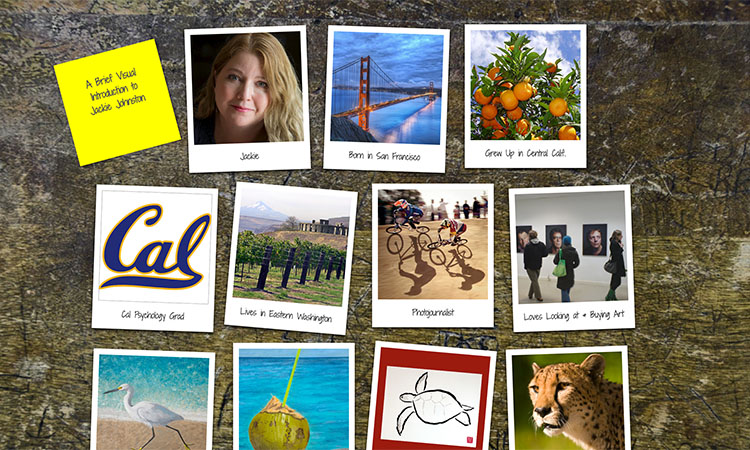 A Brief Visual
Introduction to
Jackie Johnston
Jackie
Born in San Francisco
Grew Up in Central Calif.
Cal
Cal Psychology Grad
Lives in Eastern Washington
Photojournalist
Loves Looking at & Buying Art